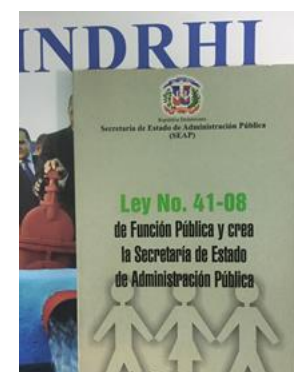 INDRHI
República Dominicana
Secretaría de Estado de Administración Pública
(SEAP)
Ley No. 41-08
de Función Pública y crea
la Secretaría de Estado
de Administración Pública